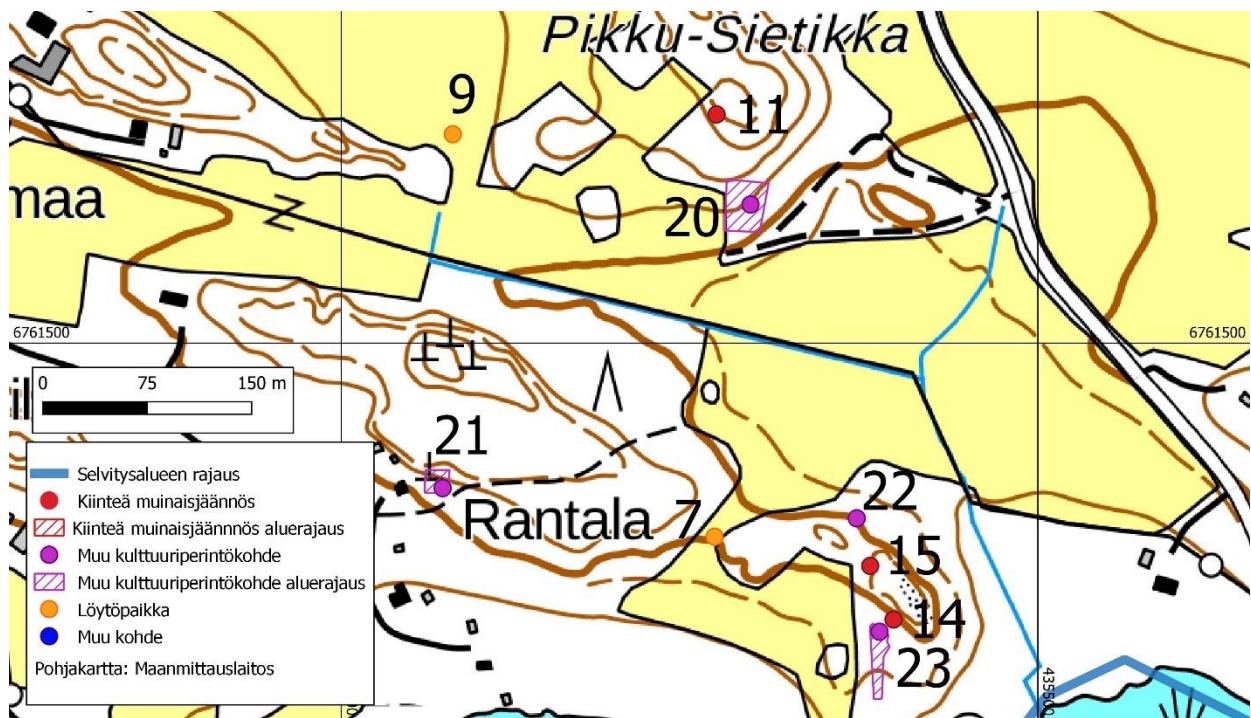 Pikku-Sietikka
9
11
20
maa
6761500
6761500
0 75 150 m
21
Rantala
7
22
15
14
23
435500
Selvitysalueen rajaus
Kiinteä muinaisjäännös
Kiinteä muinaisjäännnös aluerajaus
Muu kulttuuriperintökohde
Muu kulttuuriperintökohde aluerajaus
Löytöpaikka
Muu kohde
Pohjakartta: Maanmittauslaitos